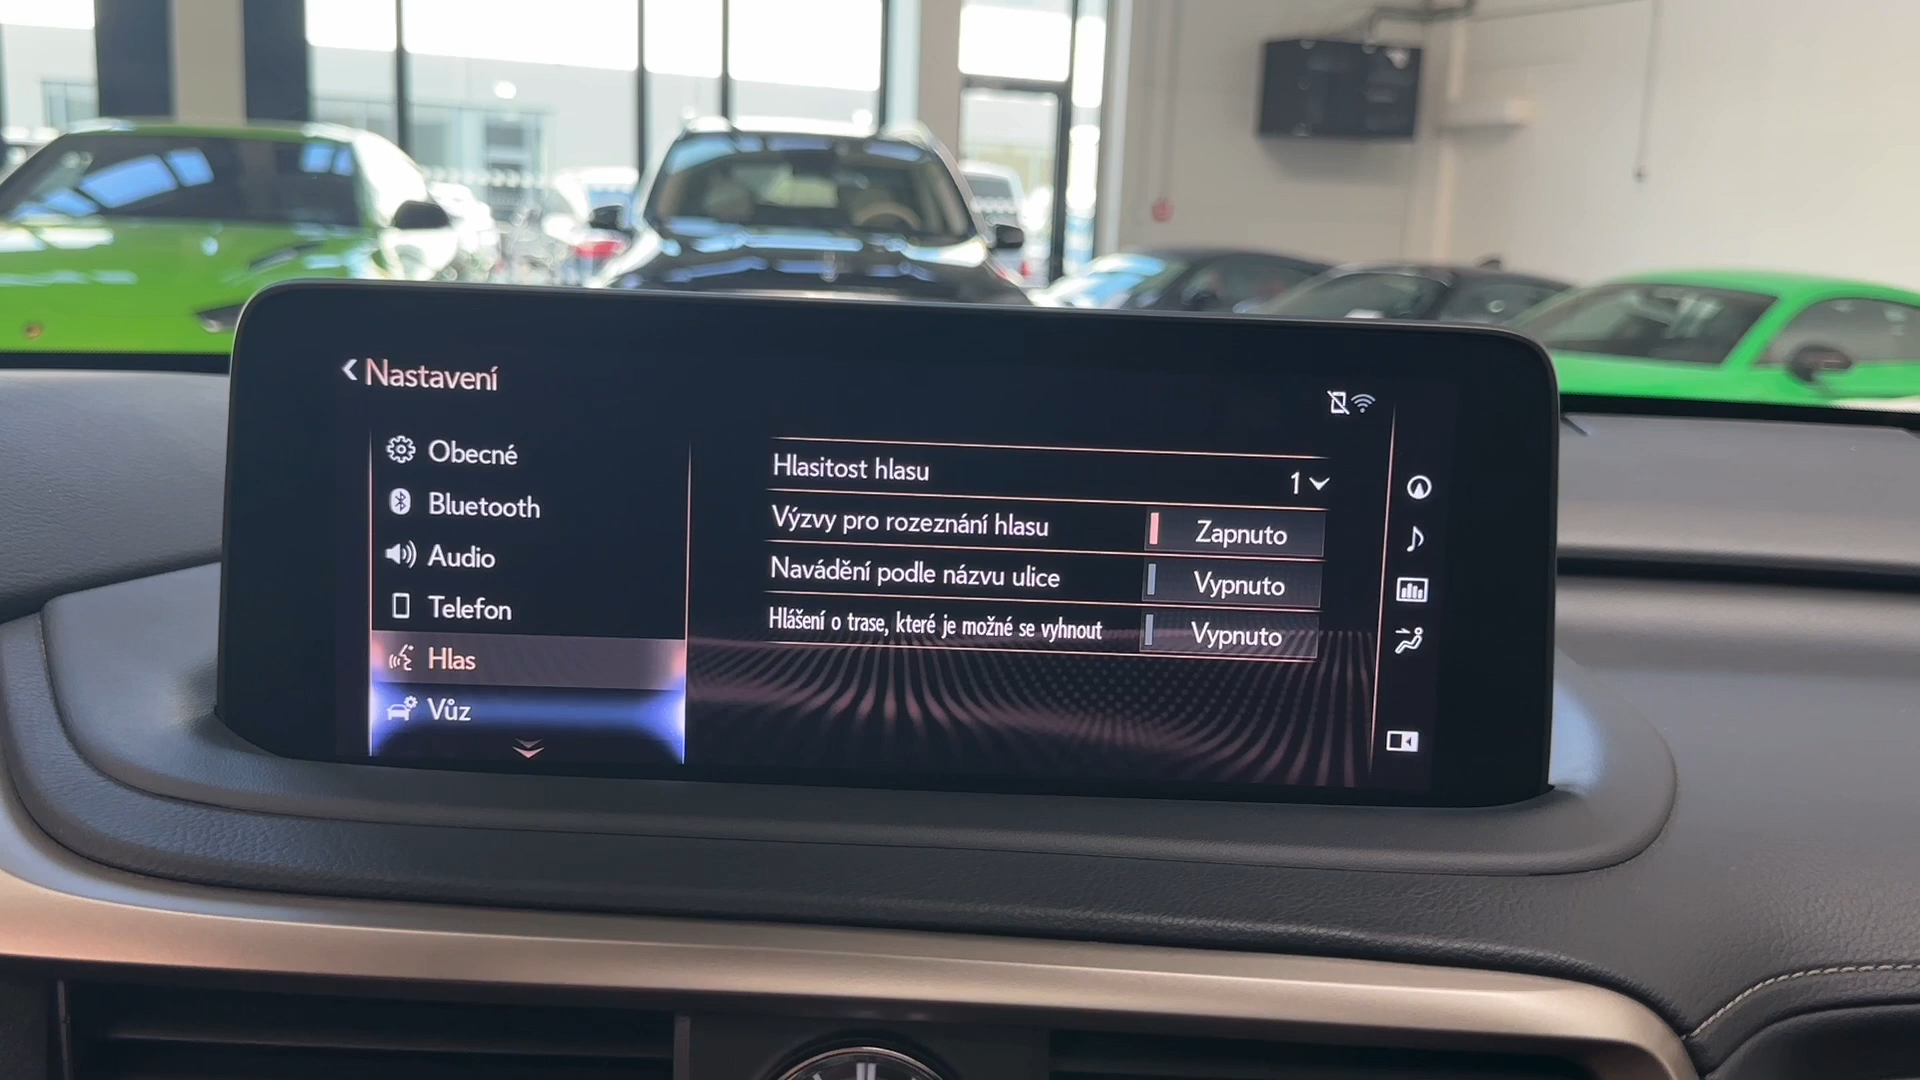 Nastavení
Obecné
Bluetooth
Audio
Telefon
Hlas
Vůz
Hlasitost hlasu 1
Výzvy pro rozeznání hlasu Zapnuto
Navádění podle názvu ulice Vypnuto
Hlášení o trase, které je možné se vyhnout Vypnuto